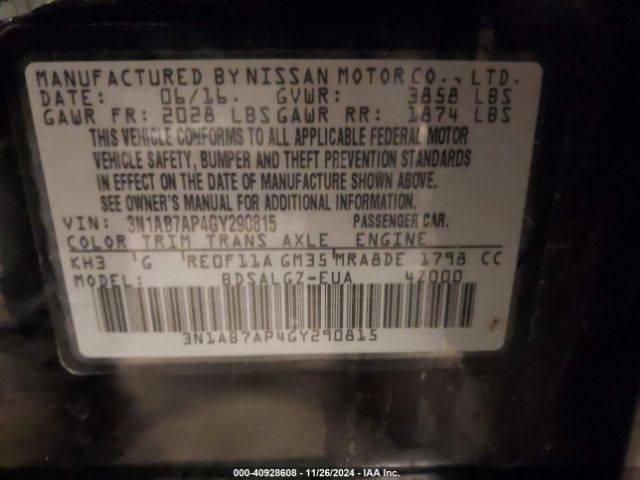 MANUFACTURED BY NISSAN MOTOR CO., LTD.
DATE: 06/16. GVWR: 3858 LBS
GAWR FR: 2028 LBS GAWR RR: 1874 LBS
THIS VEHICLE CONFORMS TO ALL APPLICABLE FEDERAL MOTOR
VEHICLE SAFETY, BUMPER AND THEFT PREVENTION STANDARDS
IN EFFECT ON THE DATE OF MANUFACTURE SHOWN ABOVE.
SEE OWNER'S MANUAL FOR ADDITIONAL INFORMATION.
VIN: 3N1AB7AP4GY290815 PASSENGER CAR.
COLOR TRIM TRANS AXLE ENGINE
KH3 G RE0F11A GM35 MRA8DE 1798 CC
MODEL: BDSALGZ-EUA 4Z000
3N1AB7AP4GY290815
000-40928608 - 11/26/2024 - IAA Inc.